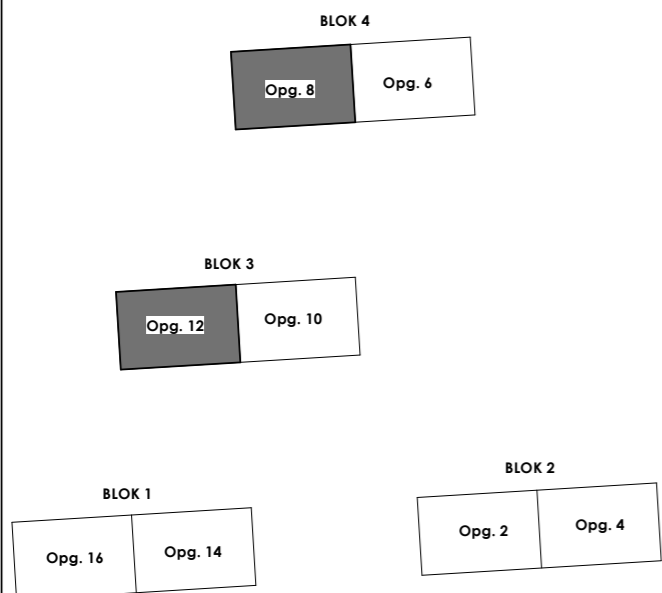 BLOK 4
Opg. 8
Opg. 6
BLOK 3
Opg. 12
Opg. 10
BLOK 1
Opg. 16
Opg. 14
BLOK 2
Opg. 2
Opg. 4